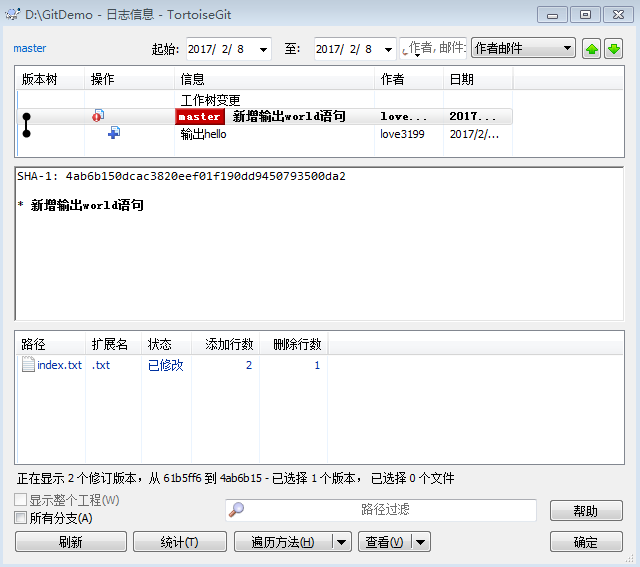 D:\GitDemo - 日志信息 - TortoiseGit
master 起始: 2017/ 2/ 8 至: 2017/ 2/ 8 作者, 邮件: 作者邮件
版本树 操作 信息 作者 日期
工作树变更
master 新增输出world语句 love... 2017...
输出hello love3199 2017/2/...
SHA-1: 4ab6b150dcac3820eef01f190dd9450793500da2
* 新增输出world语句
路径 扩展名 状态 添加行数 删除行数
index.txt .txt 已修改 2 1
正在显示 2 个修订版本，从 61b5ff6 到 4ab6b15 - 已选择 1 个版本， 已选择 0 个文件
显示整个工程(W)
所有分支(A) 路径过滤 帮助
刷新 统计(T) 遍历方法(H) 查看(V) 确定